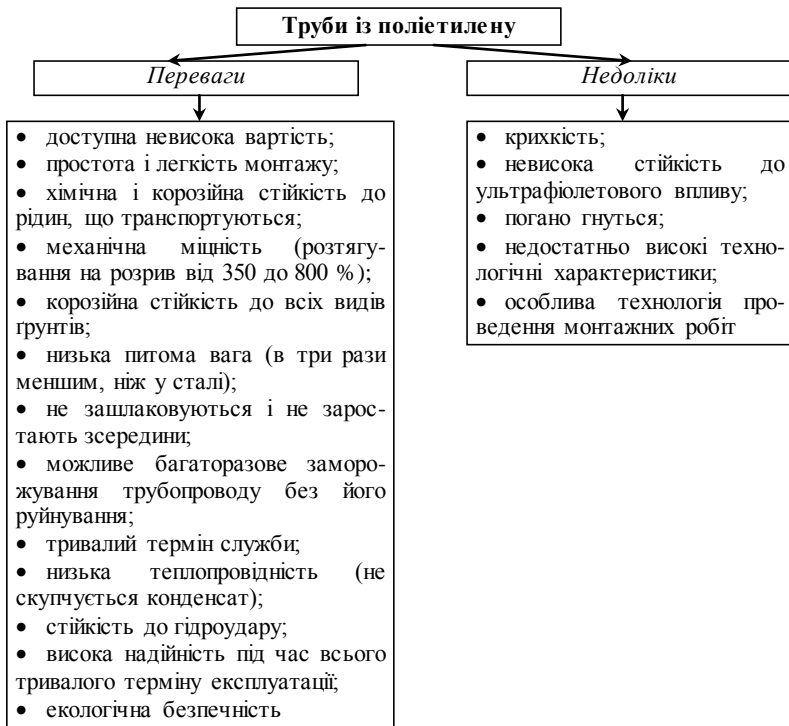 Труби із поліетилену
Переваги
Недоліки
• доступна невисока вартість;
• простота і легкість монтажу;
• хімічна і корозійна стійкість до
рідин, що транспортуються;
• механічна міцність (розтягу-
вання на розрив від 350 до 800 %);
• корозійна стійкість до всіх видів
ґрунтів;
• низька питома вага (в три рази
меншим, ніж у сталі);
• не зашлаковуються і не зарос-
тають зсередини;
• можливе багаторазове заморо-
жування трубопроводу без його
руйнування;
• тривалий термін служби;
• низька теплопровідність (не
скупчується конденсат);
• стійкість до гідроудару;
• висока надійність під час всього
тривалого терміну експлуатації;
• екологічна безпечність
• крихкість;
• невисока стійкість до
ультрафіолетового впливу;
• погано гнуться;
• недостатньо високі техно-
логічні характеристики;
• особлива технологія про-
ведення монтажних робіт